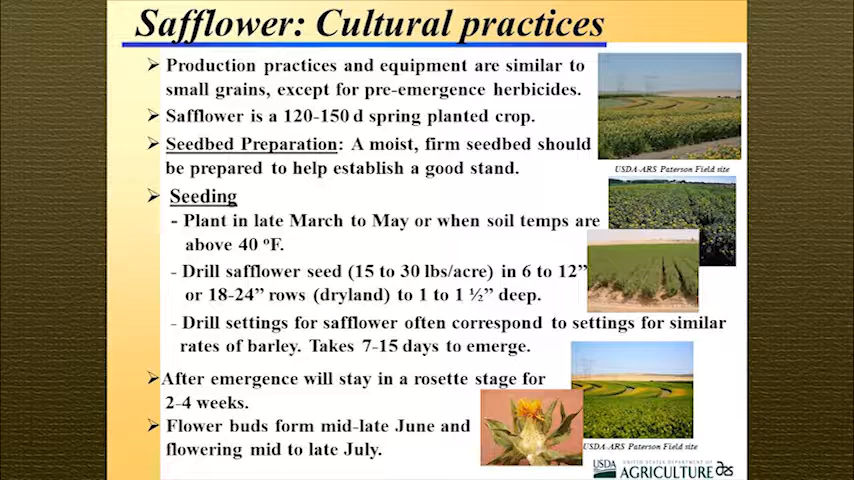 Safflower: Cultural practices
➢ Production practices and equipment are similar to
small grains, except for pre-emergence herbicides.
➢ Safflower is a 120-150 d spring planted crop.
➢ Seedbed Preparation: A moist, firm seedbed should
be prepared to help establish a good stand.
USDA-ARS Paterson Field site
➢ Seeding
- Plant in late March to May or when soil temps are
above 40 ºF.
- Drill safflower seed (15 to 30 lbs/acre) in 6 to 12”
or 18-24” rows (dryland) to 1 to 1 ½” deep.
- Drill settings for safflower often correspond to settings for similar
rates of barley. Takes 7-15 days to emerge.
➢After emergence will stay in a rosette stage for
2-4 weeks.
➢ Flower buds form mid-late June and
flowering mid to late July.
USDA-ARS Paterson Field site
USDA
UNITED STATES DEPARTMENT OF
AGRICULTURE